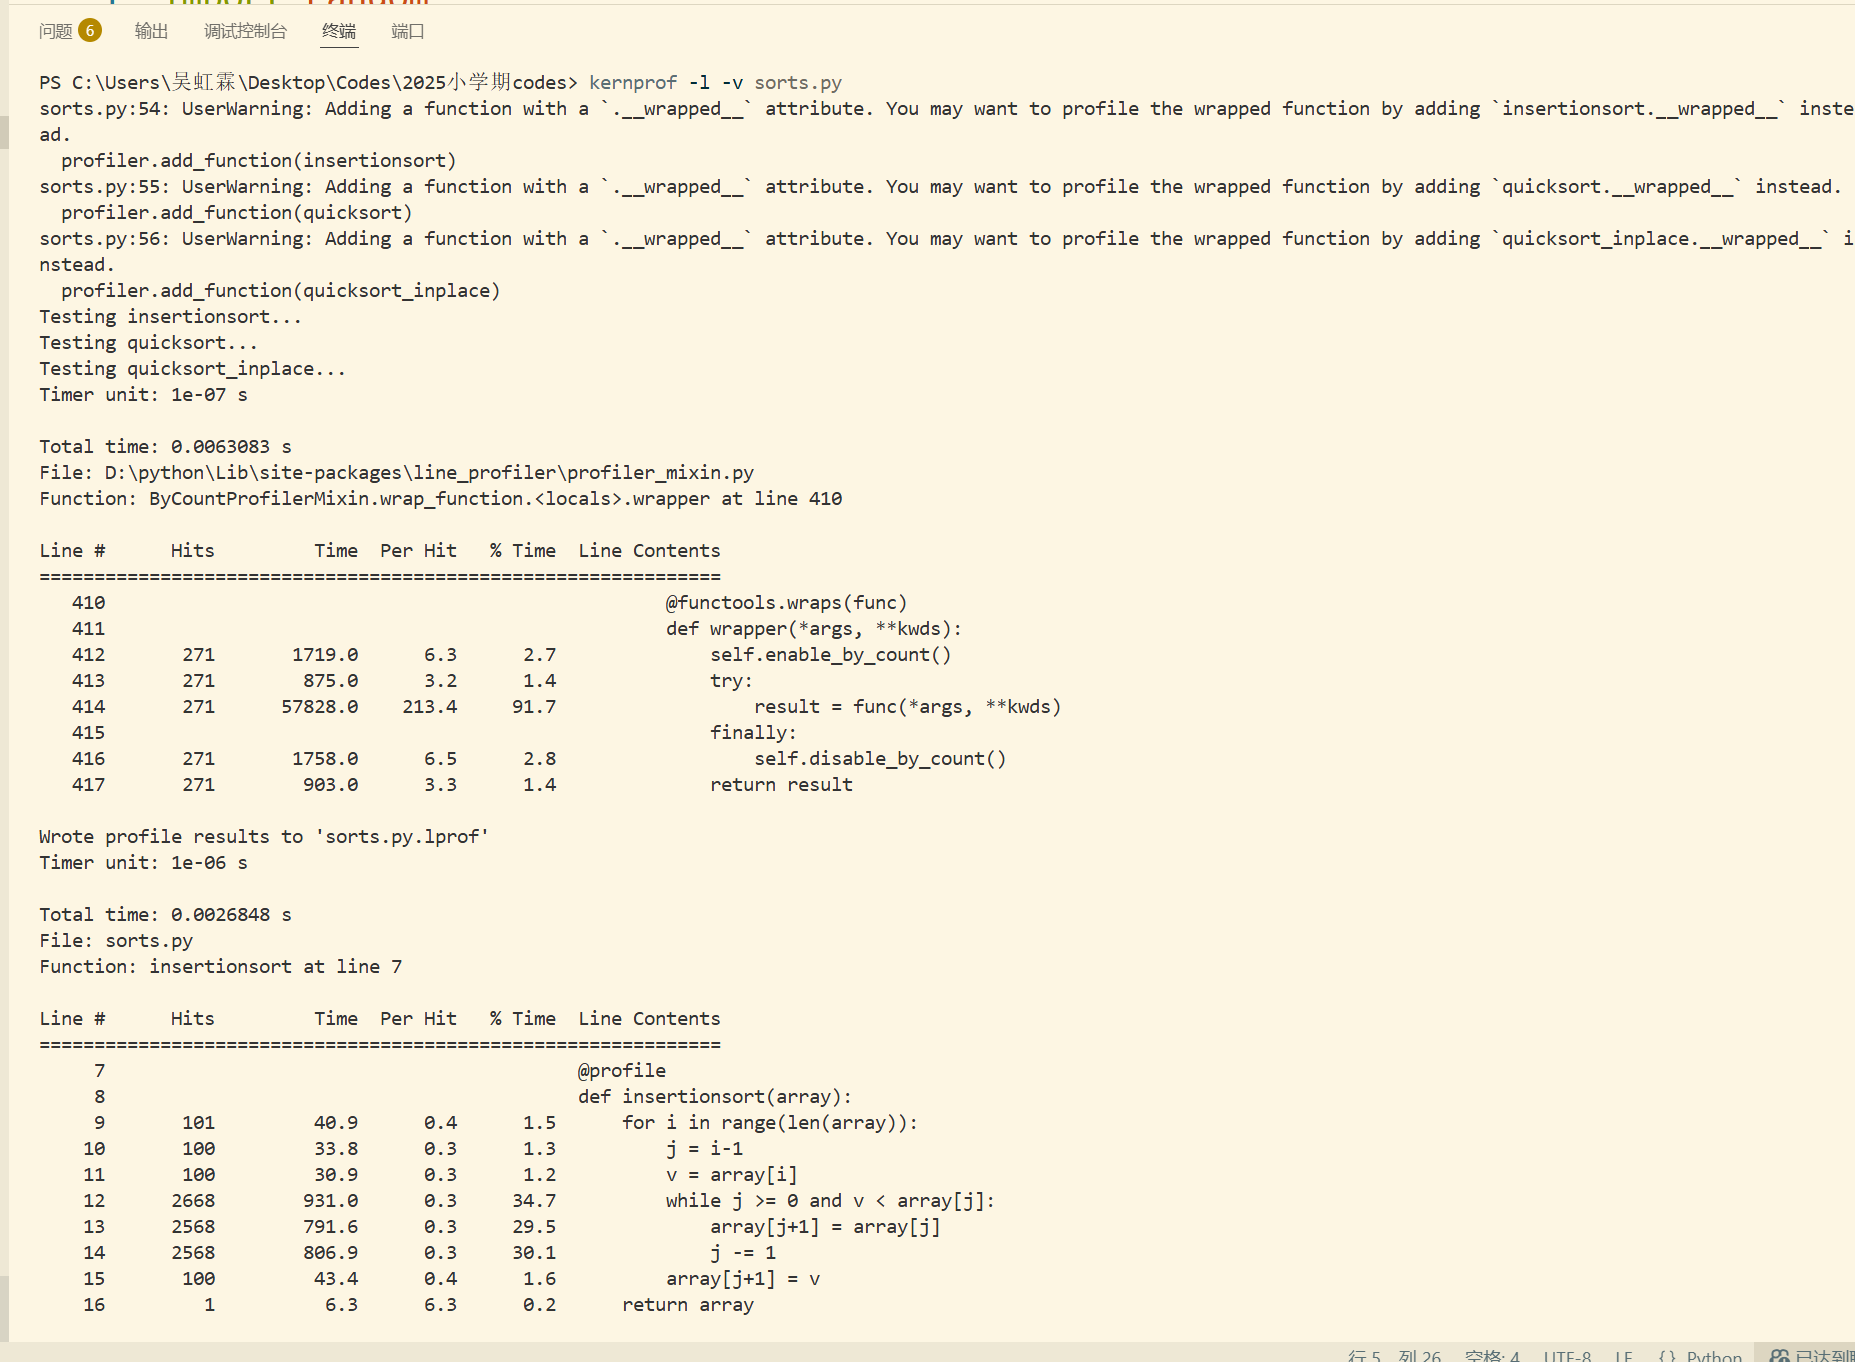 问题 6 输出 调试控制台 终端 端口
PS C:\Users\吴虹霖\Desktop\Codes\2025小学期codes> kernprof -l -v sorts.py
sorts.py:54: UserWarning: Adding a function with a `.__wrapped__` attribute. You may want to profile the wrapped function by adding `insertionsort.__wrapped__` inste
ad.
  profiler.add_function(insertionsort)
sorts.py:55: UserWarning: Adding a function with a `.__wrapped__` attribute. You may want to profile the wrapped function by adding `quicksort.__wrapped__` instead.
  profiler.add_function(quicksort)
sorts.py:56: UserWarning: Adding a function with a `.__wrapped__` attribute. You may want to profile the wrapped function by adding `quicksort_inplace.__wrapped__` i
nstead.
  profiler.add_function(quicksort_inplace)
Testing insertionsort...
Testing quicksort...
Testing quicksort_inplace...
Timer unit: 1e-07 s
Total time: 0.0063083 s
File: D:\python\Lib\site-packages\line_profiler\profiler_mixin.py
Function: ByCountProfilerMixin.wrap_function.<locals>.wrapper at line 410
Line #      Hits         Time  Per Hit   % Time  Line Contents
==============================================================
   410                                                   @functools.wraps(func)
   411                                                   def wrapper(*args, **kwds):
   412       271       1719.0      6.3      2.7              self.enable_by_count()
   413       271        875.0      3.2      1.4              try:
   414       271      57828.0    213.4     91.7                  result = func(*args, **kwds)
   415                                                       finally:
   416       271       1758.0      6.5      2.8                  self.disable_by_count()
   417       271        903.0      3.3      1.4              return result
Wrote profile results to 'sorts.py.lprof'
Timer unit: 1e-06 s
Total time: 0.0026848 s
File: sorts.py
Function: insertionsort at line 7
Line #      Hits         Time  Per Hit   % Time  Line Contents
==============================================================
     7                                           @profile
     8                                           def insertionsort(array):
     9       101         40.9      0.4      1.5      for i in range(len(array)):
    10       100         33.8      0.3      1.3          j = i-1
    11       100         30.9      0.3      1.2          v = array[i]
    12      2668        931.0      0.3     34.7          while j >= 0 and v < array[j]:
    13      2568        791.6      0.3     29.5              array[j+1] = array[j]
    14      2568        806.9      0.3     30.1              j -= 1
    15       100         43.4      0.4      1.6          array[j+1] = v
    16         1          6.3      6.3      0.2      return array
行 5, 列 26 空格: 4 UTF-8 LF {} Python 已达到